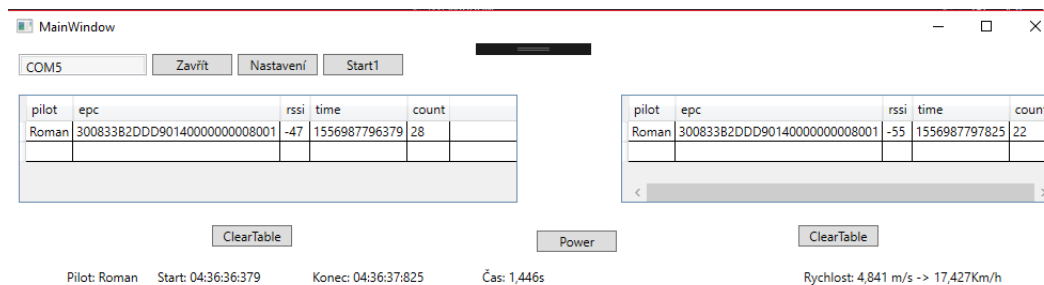 MainWindow
COM5 Zavřít Nastavení Start1
pilot epc rssi time count pilot epc rssi time coun
Roman 300833B2DDD90140000000008001 -47 1556987796379 28 Roman 300833B2DDD90140000000008001 -55 1556987797825 22
ClearTable Power ClearTable
Pilot: Roman Start: 04:36:36:379 Konec: 04:36:37:825 Čas: 1,446s Rychlost: 4,841 m/s -> 17,427Km/h